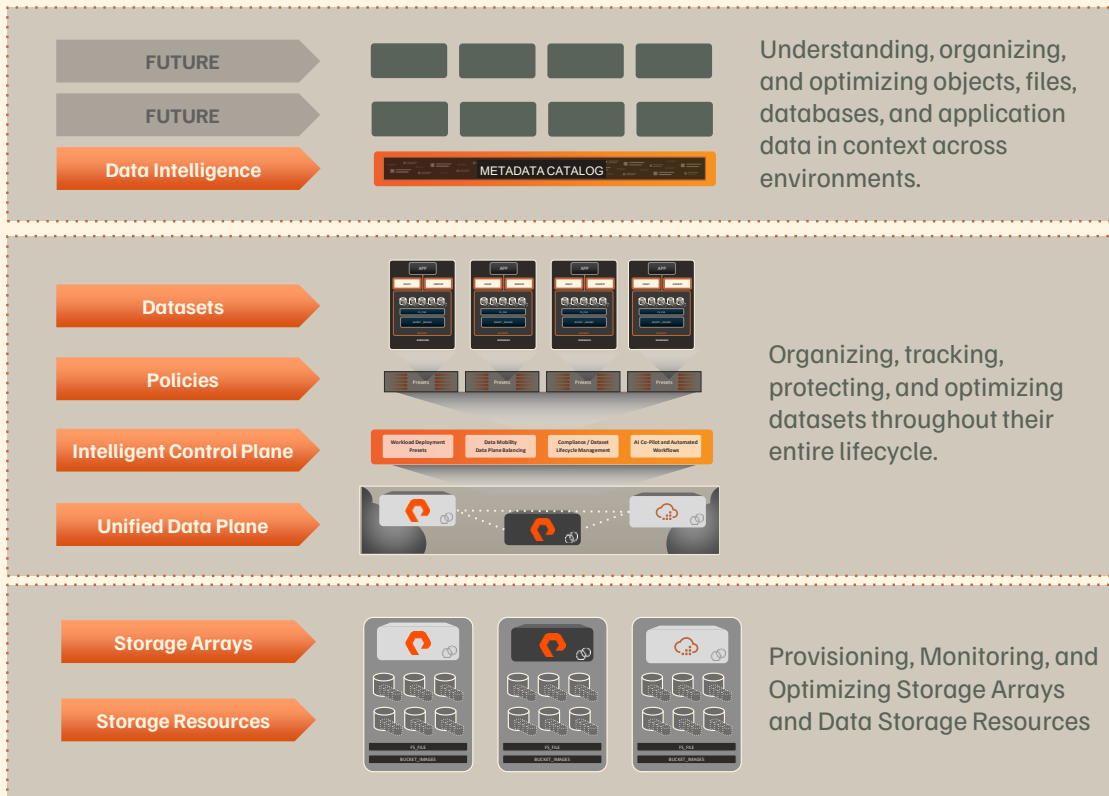 FUTURE
FUTURE
Data Intelligence
METADATA CATALOG
Understanding, organizing,
and optimizing objects, files,
databases, and application
data in context across
environments.
Datasets
Policies
Intelligent Control Plane
Unified Data Plane
APP
APP
APP
APP
Presets
Presets
Presets
Presets
Workload Deployment
Presets
Data Mobility
Data Plane Balancing
Compliance / Dataset
Lifecycle Management
AI Co-Pilot and Automated
Workflows
Organizing, tracking,
protecting, and optimizing
datasets throughout their
entire lifecycle.
Storage Arrays
Storage Resources
FS_FILE
BUCKET_IMAGES
FS_FILE
BUCKET_IMAGES
FS_FILE
BUCKET_IMAGES
Provisioning, Monitoring, and
Optimizing Storage Arrays
and Data Storage Resources